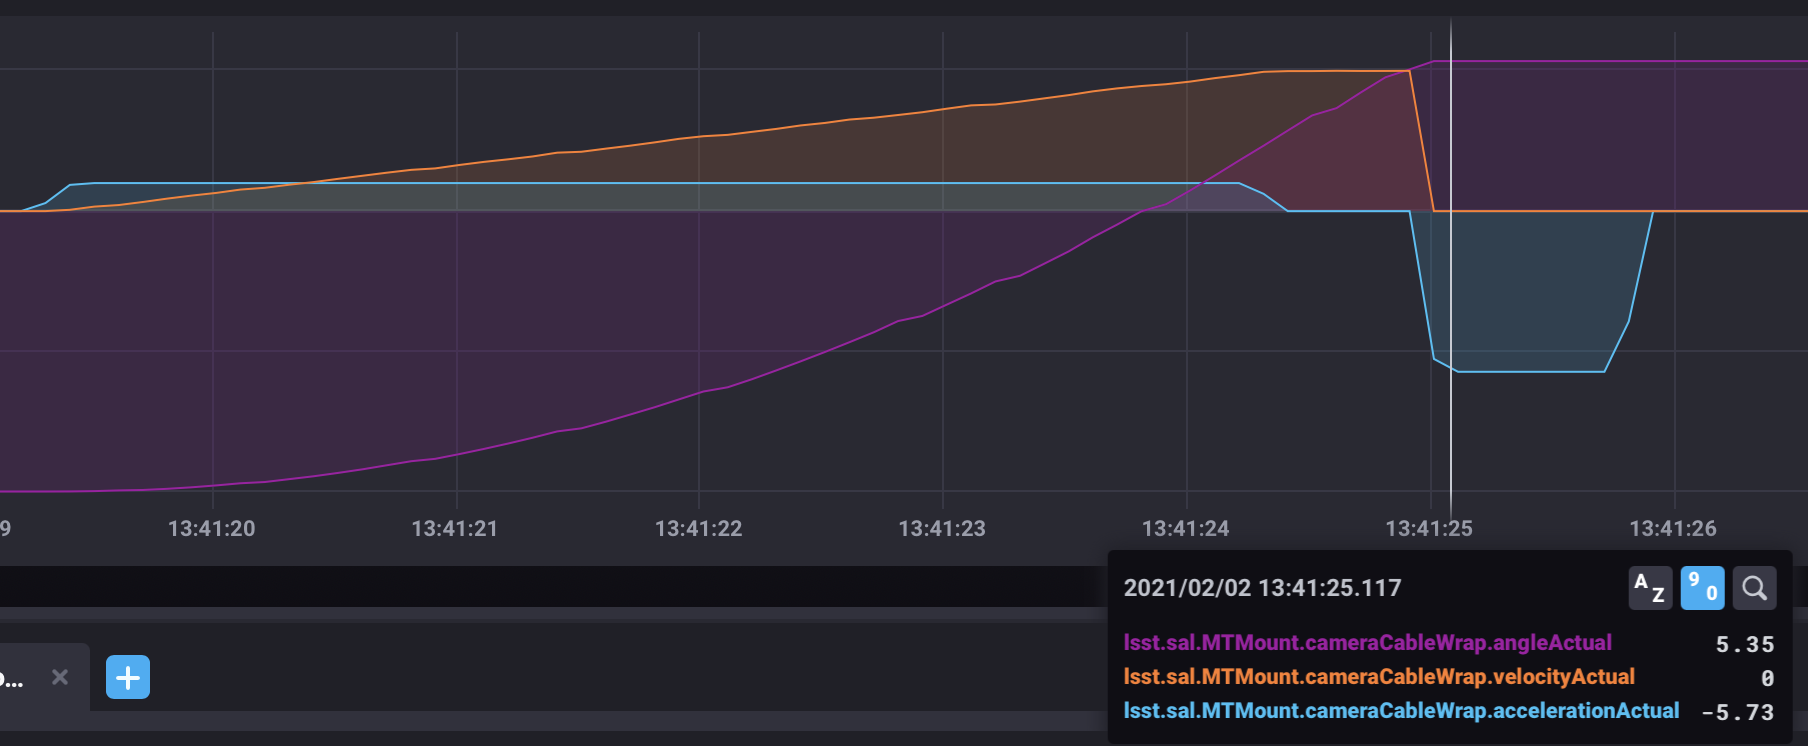 9 13:41:20 13:41:21 13:41:22 13:41:23 13:41:24 13:41:25 13:41:26
2021/02/02 13:41:25.117 A Z 9 0
lsst.sal.MTMount.cameraCableWrap.angleActual 5.35
lsst.sal.MTMount.cameraCableWrap.velocityActual 0
lsst.sal.MTMount.cameraCableWrap.accelerationActual -5.73